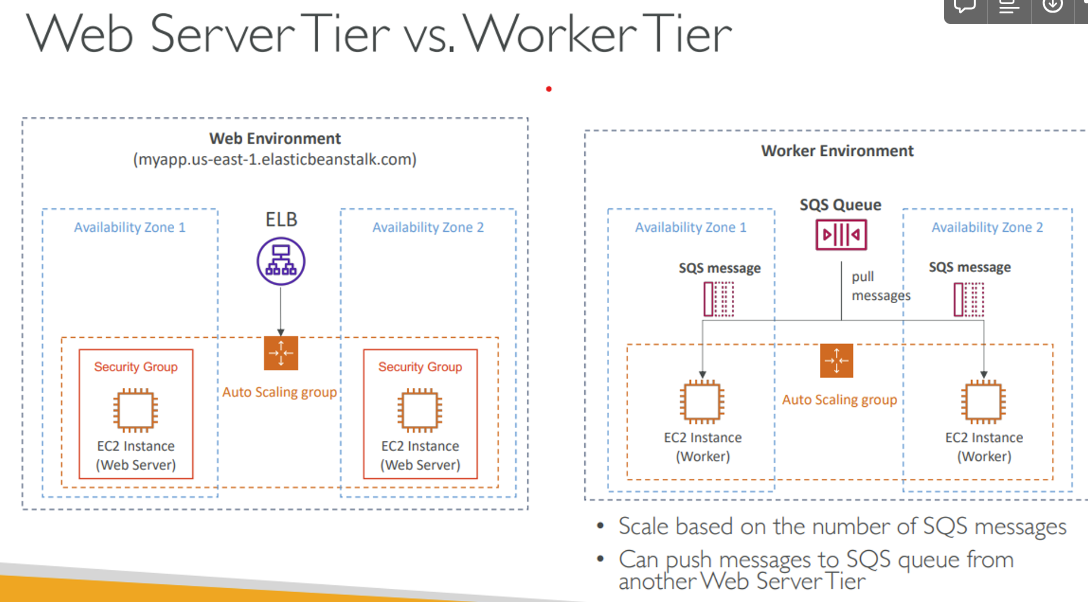 Web Server Tier vs. Worker Tier
Web Environment
(myapp.us-east-1.elasticbeanstalk.com)
Availability Zone 1
ELB
Availability Zone 2
Security Group
EC2 Instance
(Web Server)
Auto Scaling group
Security Group
EC2 Instance
(Web Server)
Worker Environment
SQS Queue
Availability Zone 1
Availability Zone 2
SQS message
pull
messages
SQS message
Auto Scaling group
EC2 Instance
(Worker)
EC2 Instance
(Worker)
• Scale based on the number of SQS messages
• Can push messages to SQS queue from
another Web Server Tier